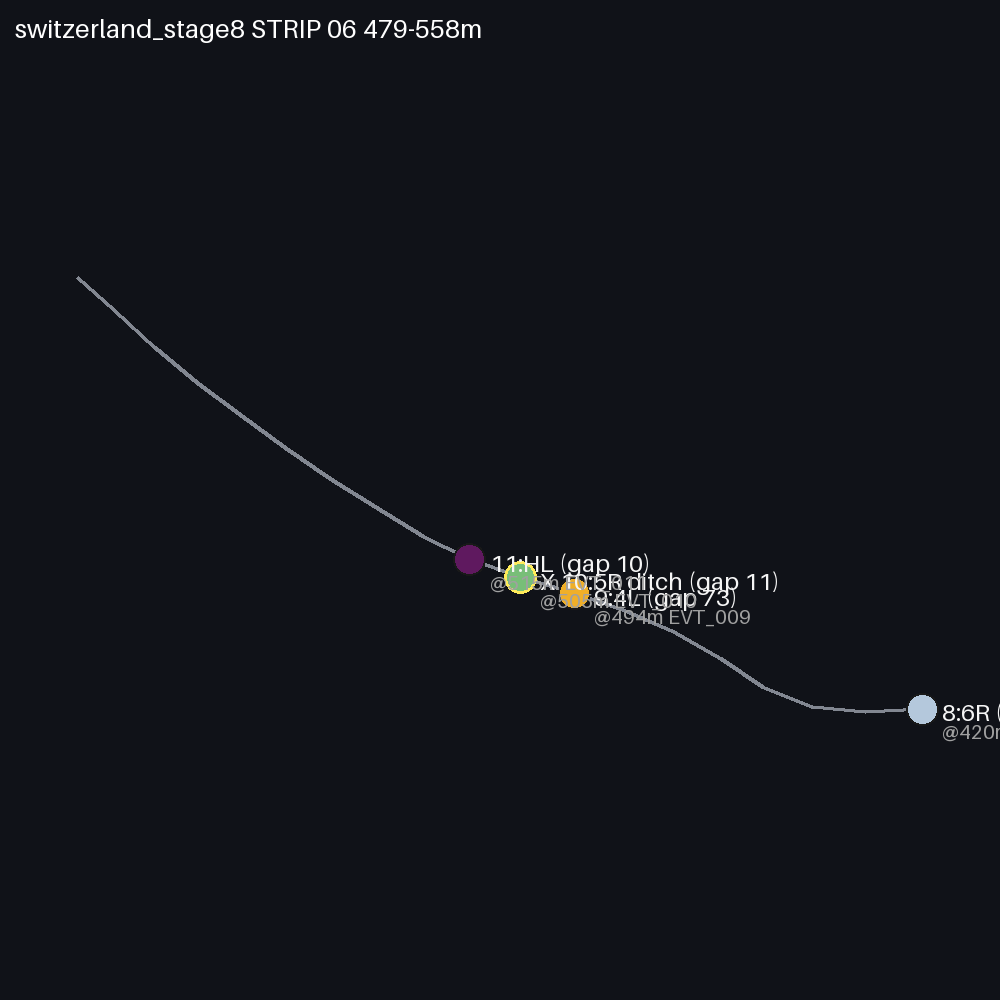 switzerland_stage8 STRIP 06 479-558m
11:HL (gap 10)
10:5R ditch (gap 11)
9:4L (gap 73)
@494m EVT_009
8:6R (
@420m